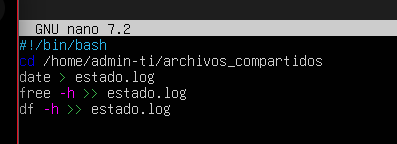 GNU nano 7.2
#!/bin/bash
cd /home/admin-ti/archivos_compartidos
date > estado.log
free -h >> estado.log
df -h >> estado.log